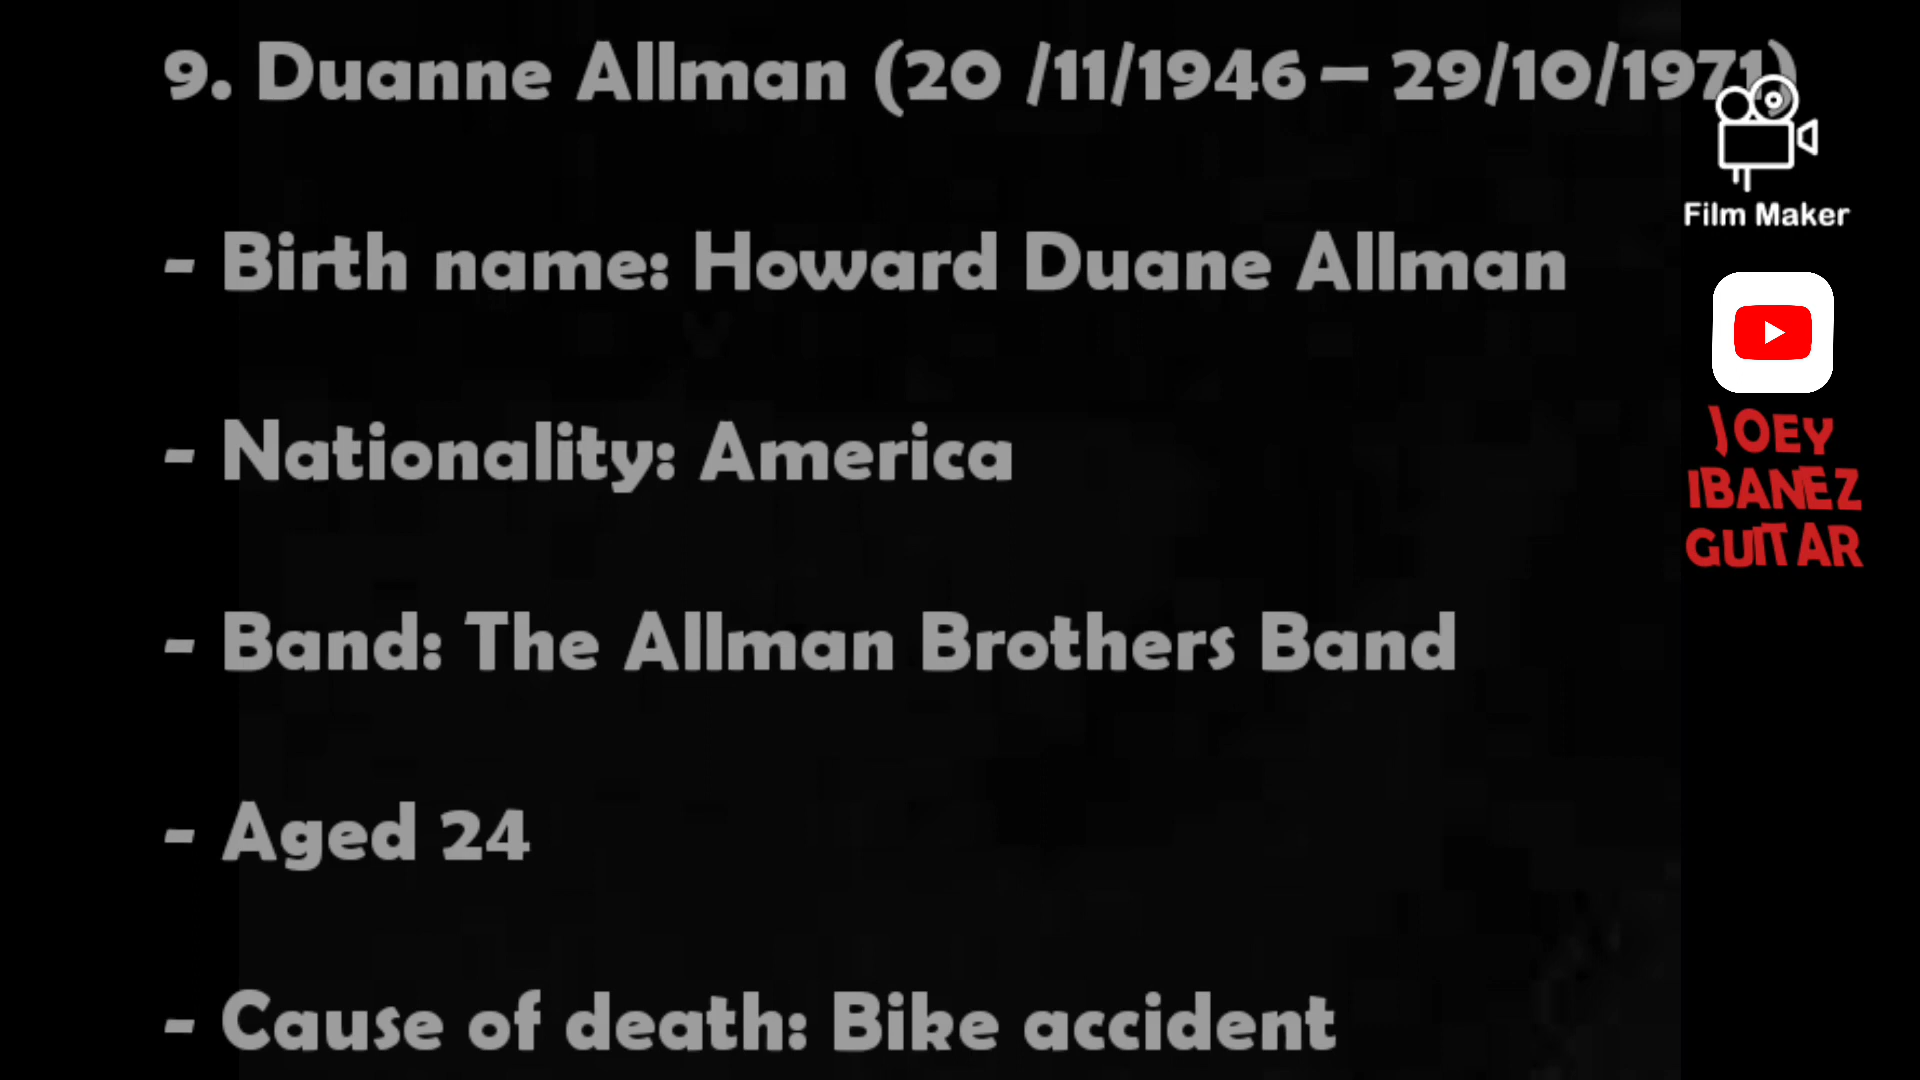 9. Duanne Allman (20 /11/1946 – 29/10/1971)
Film Maker
- Birth name: Howard Duane Allman
- Nationality: America
JOEY
IBANEZ
GUITAR
- Band: The Allman Brothers Band
- Aged 24
- Cause of death: Bike accident